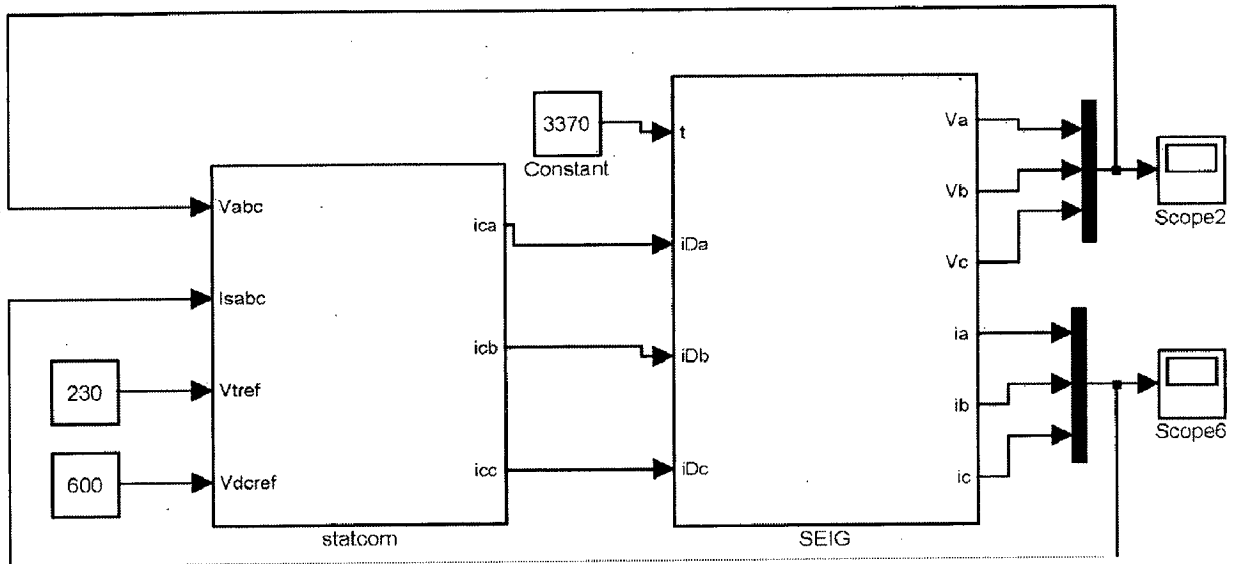 3370
Constant
t
Va
Vb
Vc
Scope2
Vabc
ica
iDa
Isabc
icb
iDb
ia
ib
ic
Scope6
230
Vtref
600
Vdcref
icc
iDc
statcom
SEIG